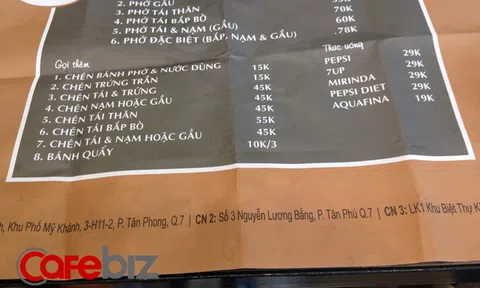 2. PHỞ GẦU
3. PHỞ TÁI THĂN 70K
4. PHỞ TÁI BẮP BÒ 60K
5. PHỞ TÁI & NẠM (GẦU) 78K
6. PHỞ ĐẶC BIỆT (BẮP, NẠM & GẦU)
Gọi thêm
1. CHÉN BÁNH PHỞ & NƯỚC DÙNG 15K
2. CHÉN TRỨNG TRẦN 15K
3. CHÉN TÁI & TRỨNG 45K
4. CHÉN NẠM HOẶC GẦU 45K
5. CHÉN TÁI THĂN 45K
6. CHÉN TÁI BẮP BÒ 55K
7. CHÉN TÁI & NẠM HOẶC GẦU 45K
8. BÁNH QUẨY 10K/3
Thức uống
PEPSI 29K
7UP 29K
MIRINDA 29K
PEPSI DIET 29K
AQUAFINA 19K
Khu Phố Mỹ Khánh, 3-H11-2, P. Tân Phong, Q.7 | CN 2: Số 3 Nguyễn Lương Bằng, P. Tân Phú Q.7 | CN 3: LK1 Khu Biệt Thự
Cafebiz